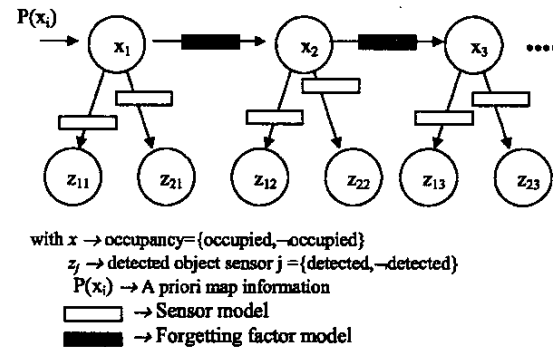 P(xᵢ)
x₁ x₂ x₃ ....
z₁₁ z₂₁ z₁₂ z₂₂ z₁₃ z₂₃
with x → occupancy={occupied,¬occupied}
zⱼ → detected object sensor j ={detected,¬detected}
P(xᵢ) → A priori map information
→ Sensor model
→ Forgetting factor model